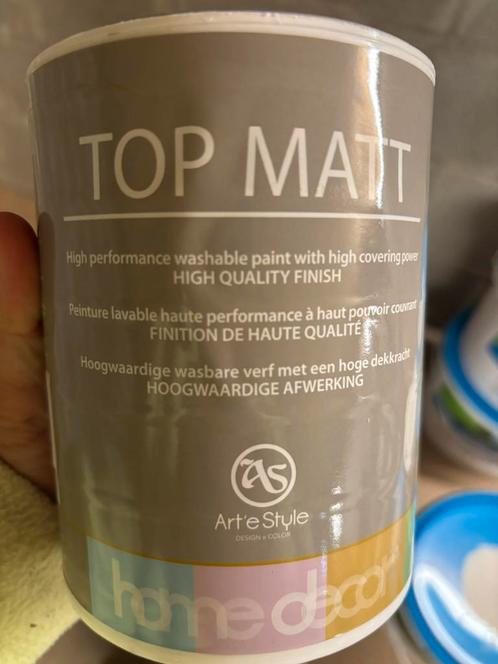 TOP MATT
High performance washable paint with high covering power
HIGH QUALITY FINISH
Peinture lavable haute performance à haut pouvoir couvrant
FINITION DE HAUTE QUALITÉ
Hoogwaardige wasbare verf met een hoge dekkracht
HOOGWAARDIGE AFWERKING
AS
Art'e Style
DESIGN e COLOR
home decor